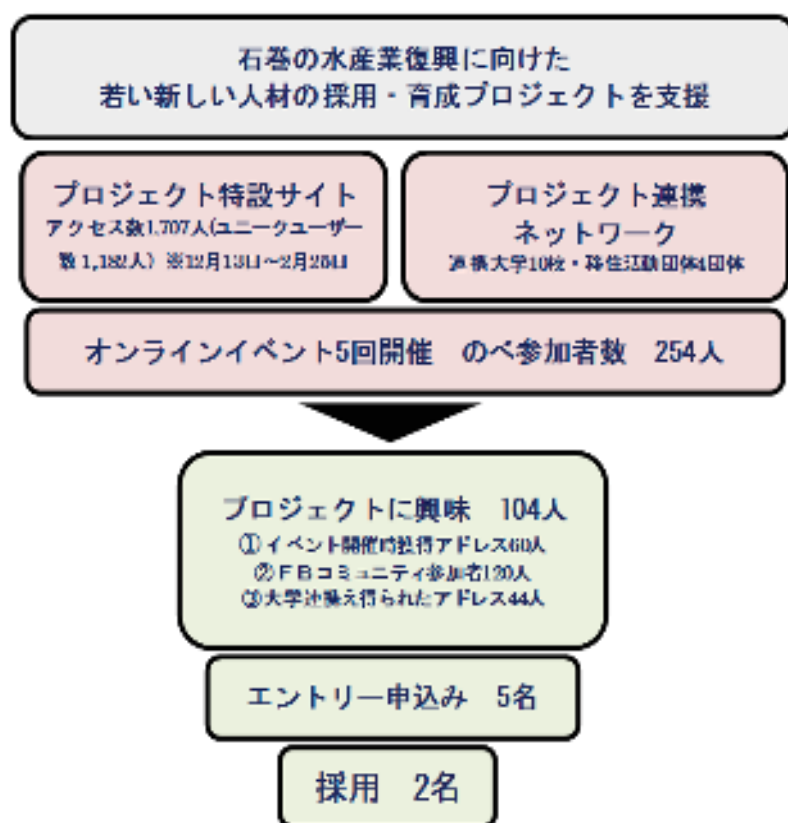 石巻の水産業復興に向けた
若い新しい人材の採用・育成プロジェクトを支援
プロジェクト特設サイト
アクセス数1,707人(ユニークユーザー
数1,182人) ※12月13日～2月26日
プロジェクト連携
ネットワーク
連携大学10校・移住活動団体4団体
オンラインイベント5回開催　のべ参加者数　254人
プロジェクトに興味　104人
①イベント開催時獲得アドレス60人
②FBコミュニティ参加者120人
③大学連携え得られたアドレス44人
エントリー申込み　5名
採用　2名